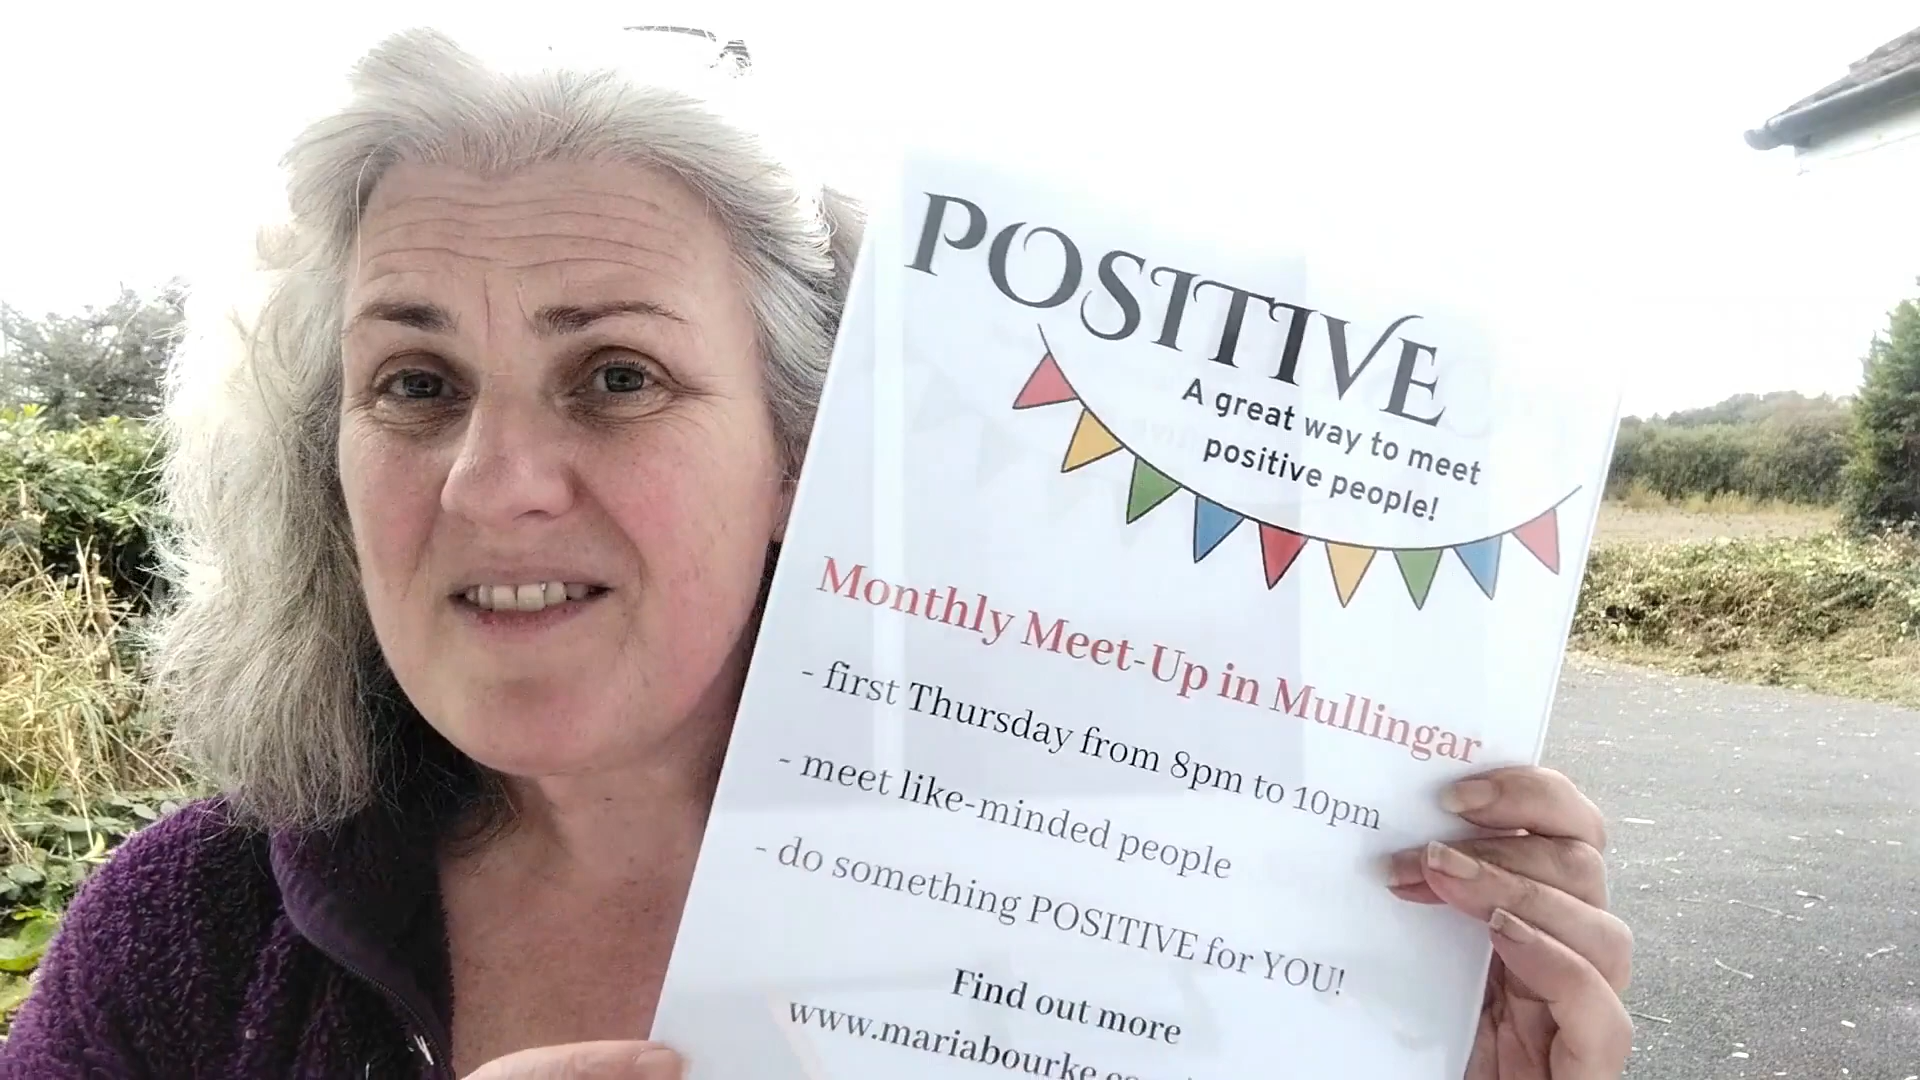 POSITIVE
A great way to meet
positive people!
Monthly Meet-Up in Mullingar
- first Thursday from 8pm to 10pm
- meet like-minded people
- do something POSITIVE for YOU!
Find out more